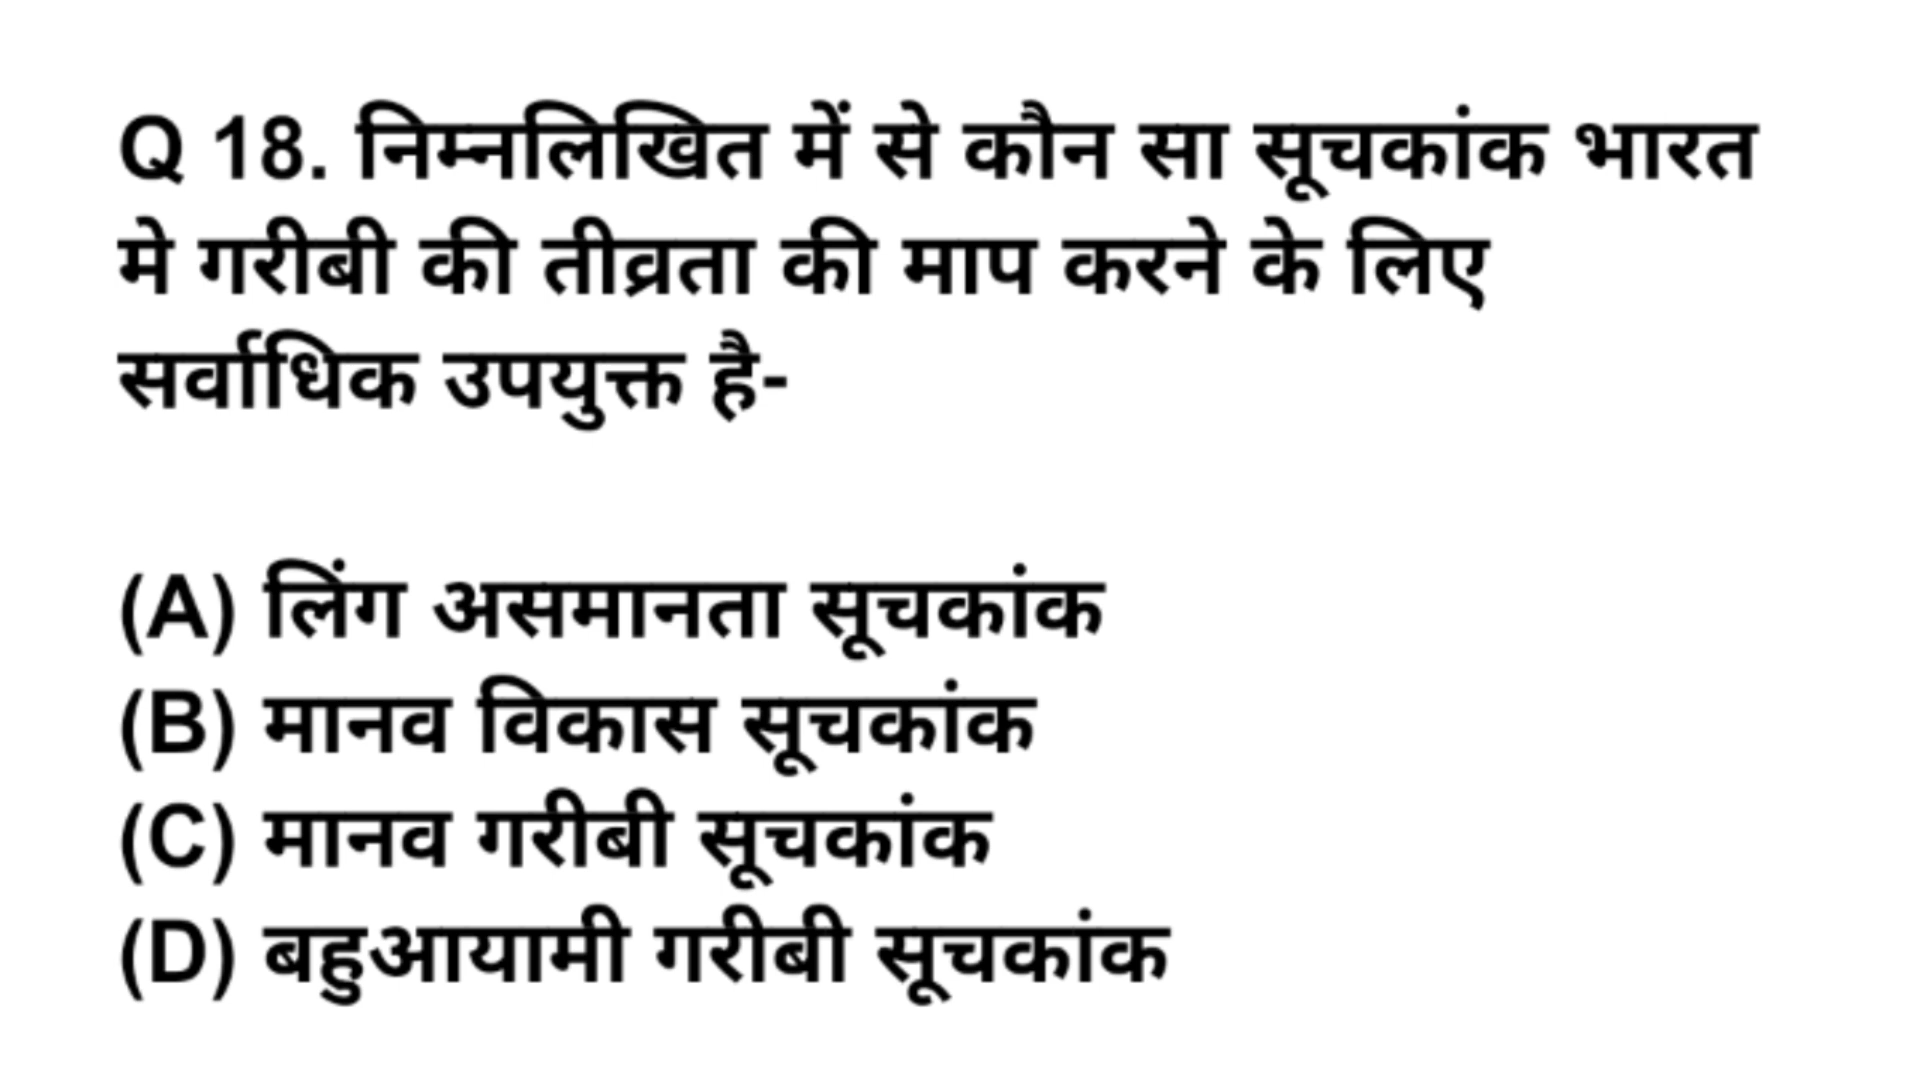 Q 18. निम्नलिखित में से कौन सा सूचकांक भारत
मे गरीबी की तीव्रता की माप करने के लिए
सर्वाधिक उपयुक्त है-
(A) लिंग असमानता सूचकांक
(B) मानव विकास सूचकांक
(C) मानव गरीबी सूचकांक
(D) बहुआयामी गरीबी सूचकांक